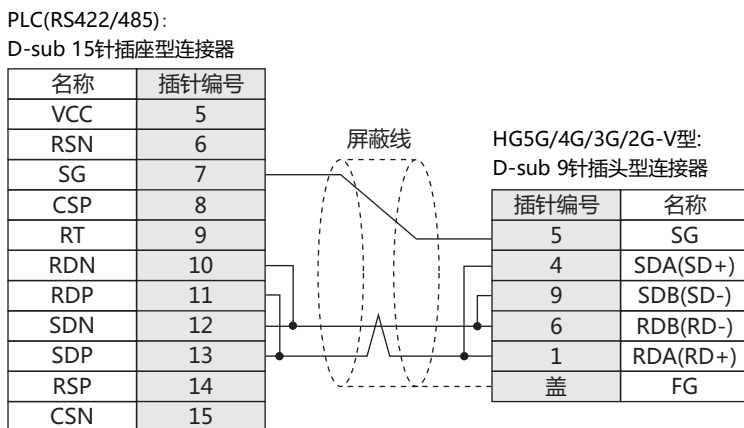 PLC(RS422/485):
D-sub 15针插座型连接器
名称 插针编号
VCC 5
RSN 6
SG 7
CSP 8
RT 9
RDN 10
RDP 11
SDN 12
SDP 13
RSP 14
CSN 15
屏蔽线
HG5G/4G/3G/2G-V型:
D-sub 9针插头型连接器
插针编号 名称
5 SG
4 SDA(SD+)
9 SDB(SD-)
6 RDB(RD-)
1 RDA(RD+)
盖 FG